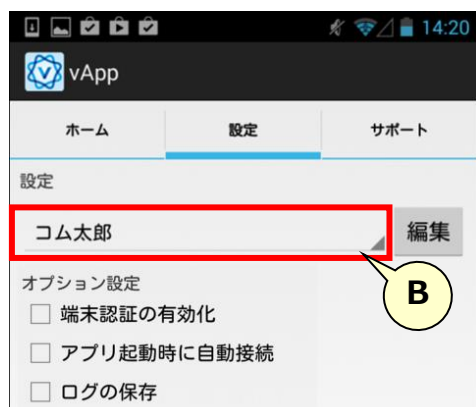 14:20
vApp
ホーム 設定 サポート
設定
コム太郎 編集
B
オプション設定
端末認証の有効化
アプリ起動時に自動接続
ログの保存